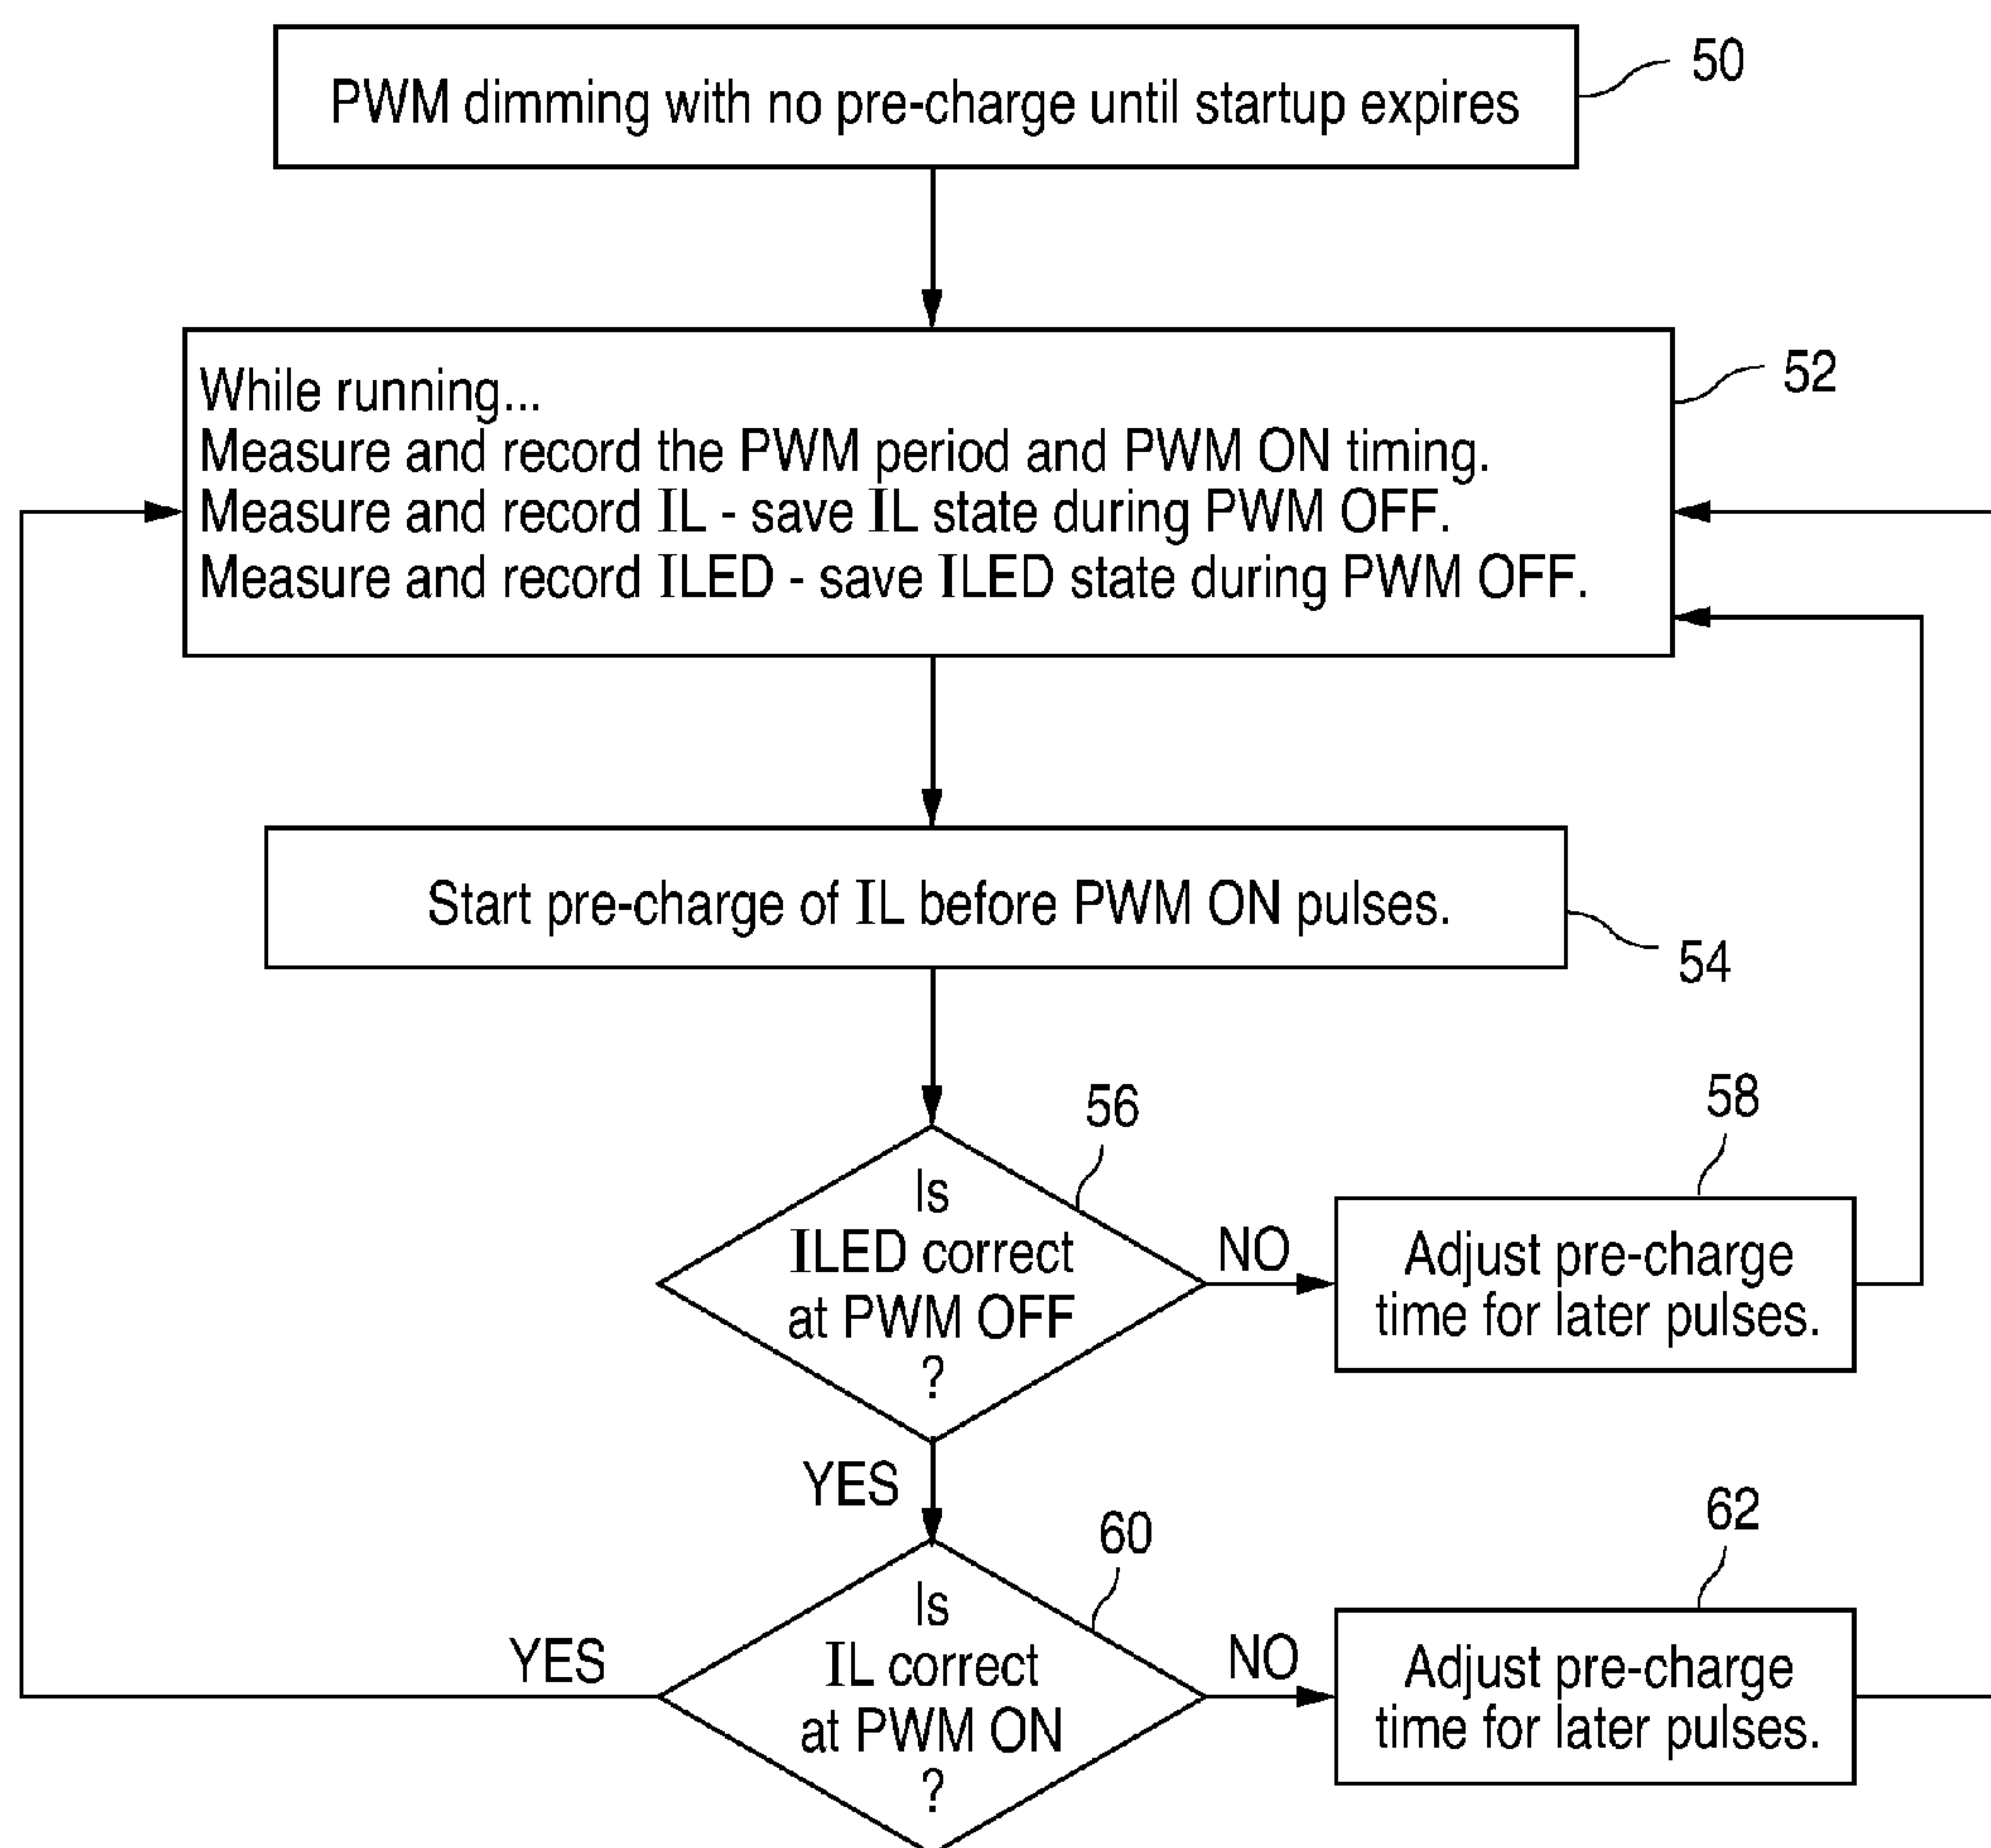 PWM dimming with no pre-charge until startup expires
50
While running...
Measure and record the PWM period and PWM ON timing.
Measure and record IL - save IL state during PWM OFF.
Measure and record ILED - save ILED state during PWM OFF.
52
Start pre-charge of IL before PWM ON pulses.
54
56
Is
ILED correct
at PWM OFF
?
NO
58
Adjust pre-charge
time for later pulses.
YES
60
Is
IL correct
at PWM ON
?
YES
NO
62
Adjust pre-charge
time for later pulses.